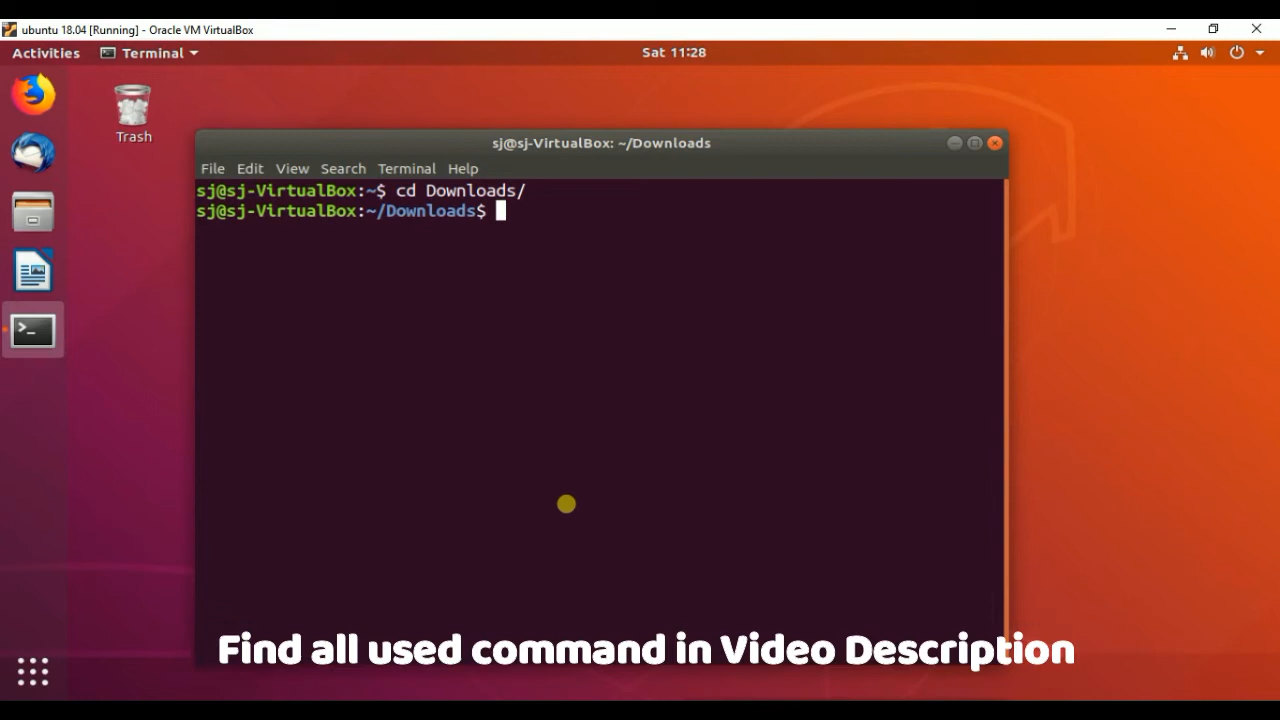 ubuntu 18.04 [Running] - Oracle VM VirtualBox
Activities Terminal Sat 11:28
Trash
sj@sj-VirtualBox: ~/Downloads
File Edit View Search Terminal Help
sj@sj-VirtualBox:~$ cd Downloads/
sj@sj-VirtualBox:~/Downloads$
Find all used command in Video Description